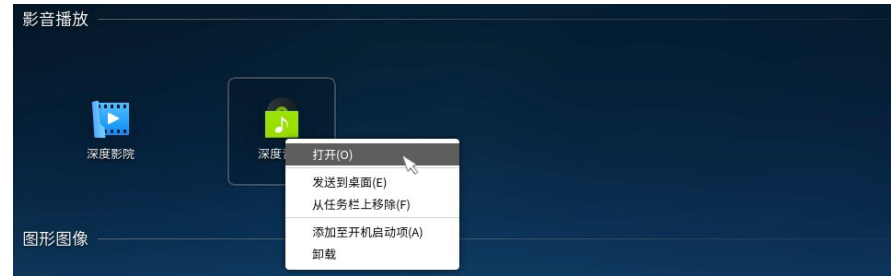 影音播放
深度影院
深度
打开(O)
发送到桌面(E)
从任务栏上移除(F)
添加至开机启动项(A)
卸载
图形图像